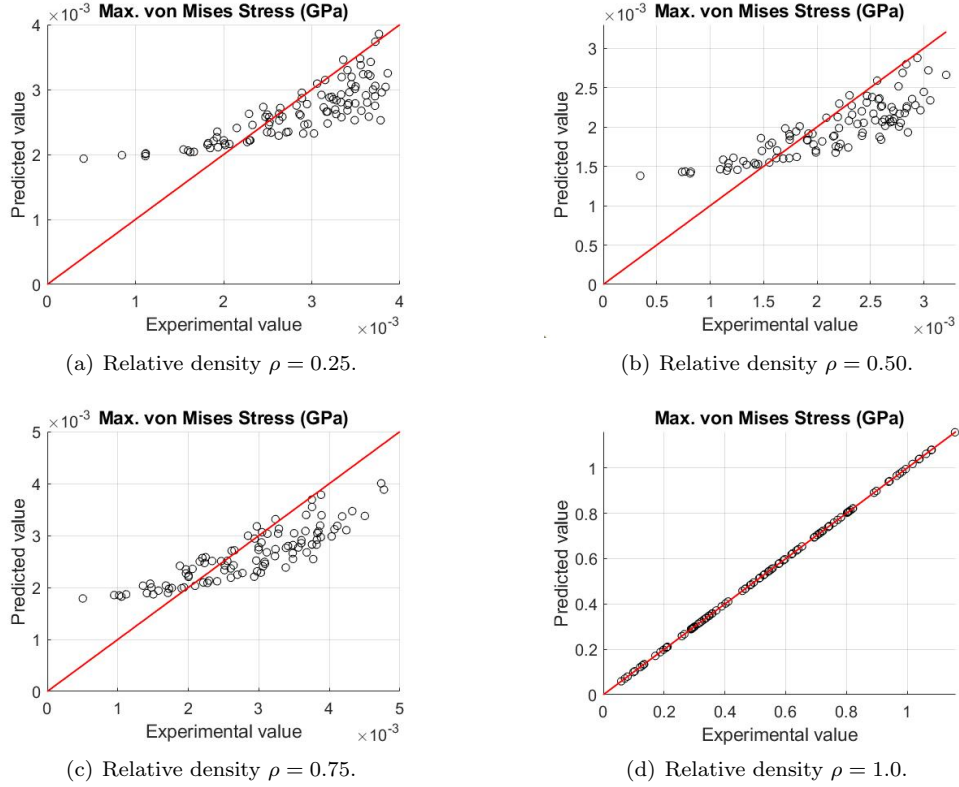 ×10⁻³ Max. von Mises Stress (GPa)
4
3
2
1
0
Predicted value
0 1 2 3 4
Experimental value ×10⁻³
(a) Relative density ρ = 0.25.
×10⁻³ Max. von Mises Stress (GPa)
3
2.5
2
1.5
1
0.5
0
Predicted value
0 0.5 1 1.5 2 2.5 3
Experimental value ×10⁻³
(b) Relative density ρ = 0.50.
×10⁻³ Max. von Mises Stress (GPa)
5
4
3
2
1
0
Predicted value
0 1 2 3 4 5
Experimental value ×10⁻³
(c) Relative density ρ = 0.75.
Max. von Mises Stress (GPa)
1
0.8
0.6
0.4
0.2
0
Predicted value
0 0.2 0.4 0.6 0.8 1
Experimental value
(d) Relative density ρ = 1.0.